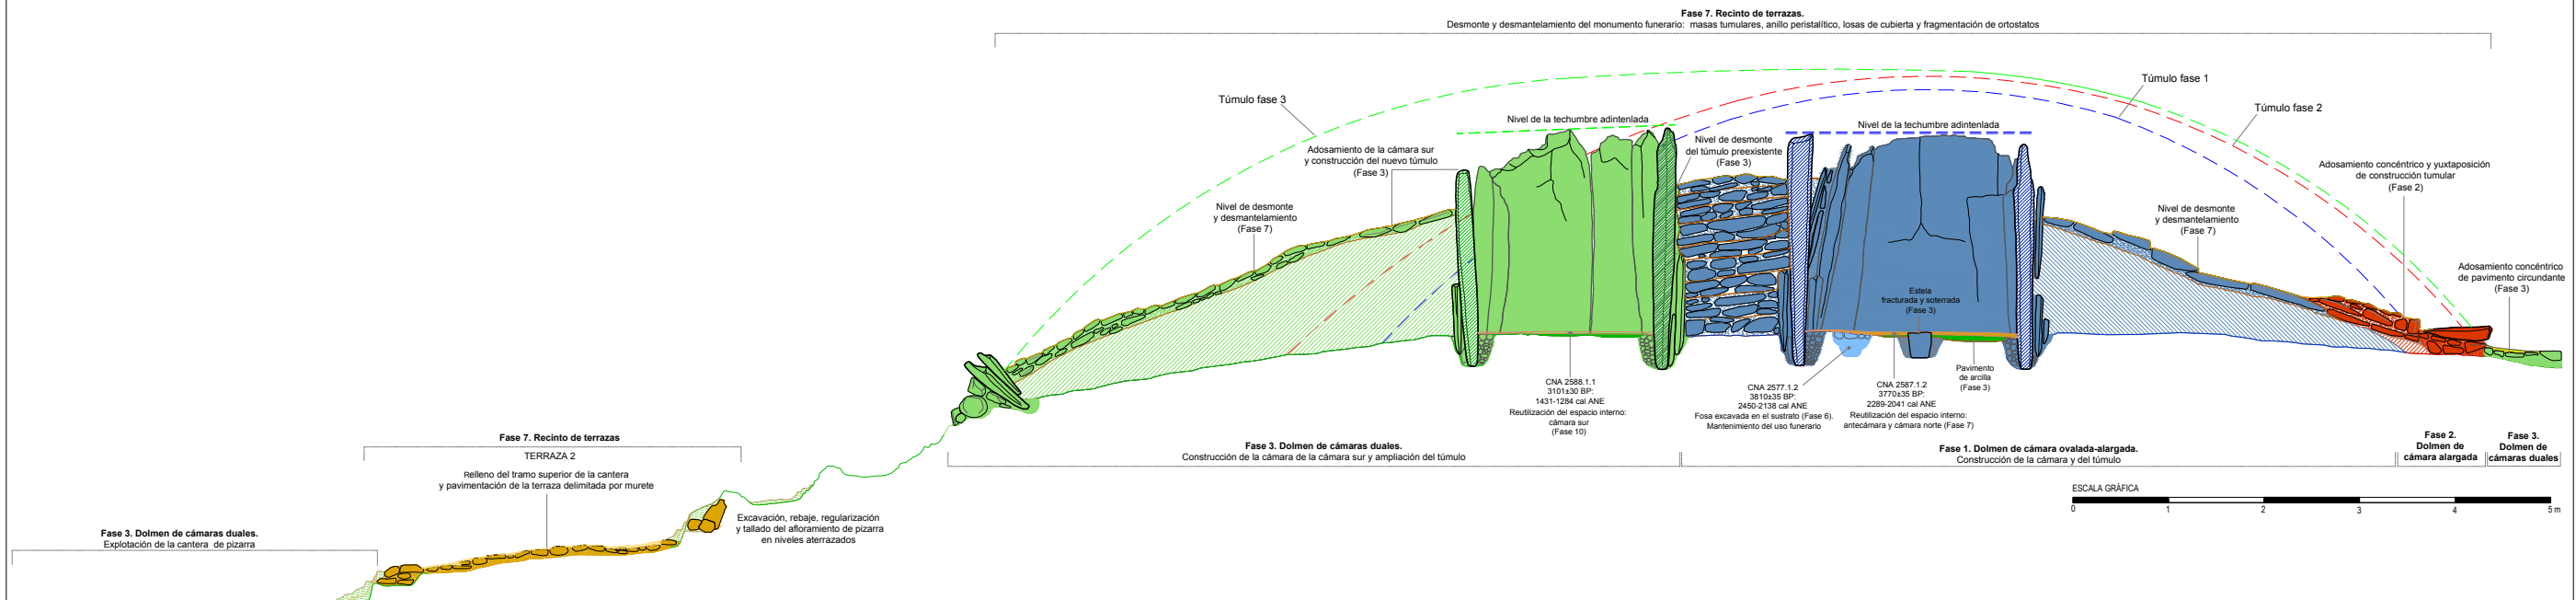 Fase 7. Recinto de terrazas.
Desmonte y desmantelamiento del monumento funerario: masas tumulares, anillo peristalítico, losas de cubierta y fragmentación de ortostatos
Túmulo fase 3
Túmulo fase 1
Túmulo fase 2
Nivel de la techumbre adintenlada
Nivel de la techumbre adintenlada
Adosamiento de la cámara sur
y construcción del nuevo túmulo
(Fase 3)
Nivel de desmonte
del túmulo preexistente
(Fase 3)
Adosamiento concéntrico y yuxtaposición
de construcción tumular
(Fase 2)
Nivel de desmonte
y desmantelamiento
(Fase 7)
Nivel de desmonte
y desmantelamiento
(Fase 7)
Adosamiento concéntrico
de pavimento circundante
(Fase 3)
Estela
fracturada y soterrada
(Fase 3)
Pavimento
de arcilla
(Fase 3)
CNA 2588.1.1
3101±30 BP:
1431-1284 cal ANE
Reutilización del espacio interno:
cámara sur
(Fase 10)
CNA 2577.1.2
3810±35 BP:
2450-2138 cal ANE
Fosa excavada en el sustrato (Fase 6).
Mantenimiento del uso funerario
CNA 2587.1.2
3770±35 BP:
2289-2041 cal ANE
Reutilización del espacio interno:
antecámara y cámara norte (Fase 7)
Fase 7. Recinto de terrazas
TERRAZA 2
Relleno del tramo superior de la cantera
y pavimentación de la terraza delimitada por murete
Fase 3. Dolmen de cámaras duales.
Construcción de la cámara de la cámara sur y ampliación del túmulo
Fase 1. Dolmen de cámara ovalada-alargada.
Construcción de la cámara y del túmulo
Fase 2.
Dolmen de
cámara alargada
Fase 3.
Dolmen de
cámaras duales
Excavación, rebaje, regularización
y tallado del afloramiento de pizarra
en niveles aterrazados
Fase 3. Dolmen de cámaras duales.
Explotación de la cantera de pizarra
ESCALA GRÁFICA
0 1 2 3 4 5 m